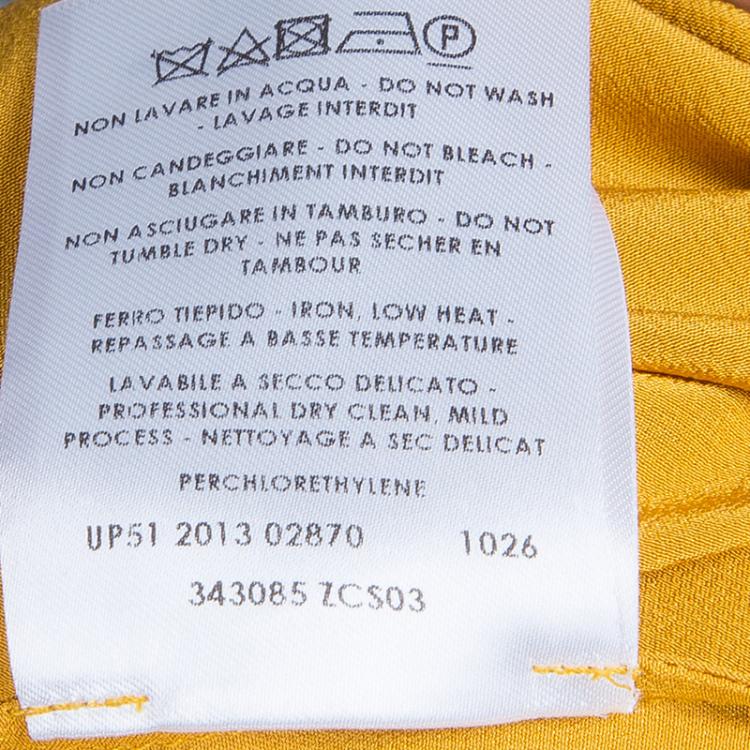 P
NON LAVARE IN ACQUA - DO NOT WASH
- LAVAGE INTERDIT
NON CANDEGGIARE - DO NOT BLEACH -
BLANCHIMENT INTERDIT
NON ASCIUGARE IN TAMBURO - DO NOT
TUMBLE DRY - NE PAS SECHER EN
TAMBOUR
FERRO TIEPIDO - IRON, LOW HEAT -
REPASSAGE A BASSE TEMPERATURE
LAVABILE A SECCO DELICATO -
PROFESSIONAL DRY CLEAN, MILD
PROCESS - NETTOYAGE A SEC DELICAT
PERCHLORETHYLENE
UP51 2013 02870 1026
343085 ZCS03